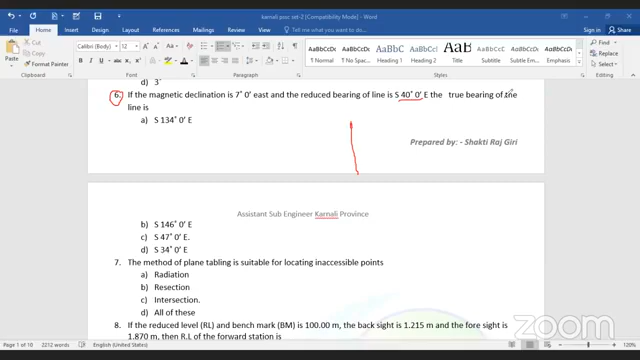 karnali psc set-2 [Compatibility Mode] - Word
File Home Insert Design Layout References Mailings Review View Tell me what you want to do... Sign in Share
Cut Copy Paste Format Painter Clipboard
Calibri (Body) 12
Font
Paragraph
AaBbCcDc AaBbCcDc AaBbC AaBbCcC AaB AaBbCcC AaBbCcDc AaBbCcDc
¶ Normal ¶ No Spac... Heading 1 Heading 2 Title Subtitle Subtle Em... Emphasis
Styles
Find Replace Select Editing
d) 3˚
6. If the magnetic declination is 7˚ 0' east and the reduced bearing of line is S 40˚ 0' E the true bearing of the
line is
a) S 134˚ 0' E
Prepared by: - Shakti Raj Giri
Assistant Sub Engineer Karnali Province
b) S 146˚ 0' E
c) S 47˚ 0' E.
d) S 34˚ 0' E
7. The method of plane tabling is suitable for locating inaccessible points
a) Radiation
b) Resection
c) Intersection.
d) All of these
8. If the reduced level (RL) and bench mark (BM) is 100.00 m, the back sight is 1.215 m and the fore sight is
1.870 m, then R.L of the forward station is
zoom
Page 1 of 10 2212 words 120%